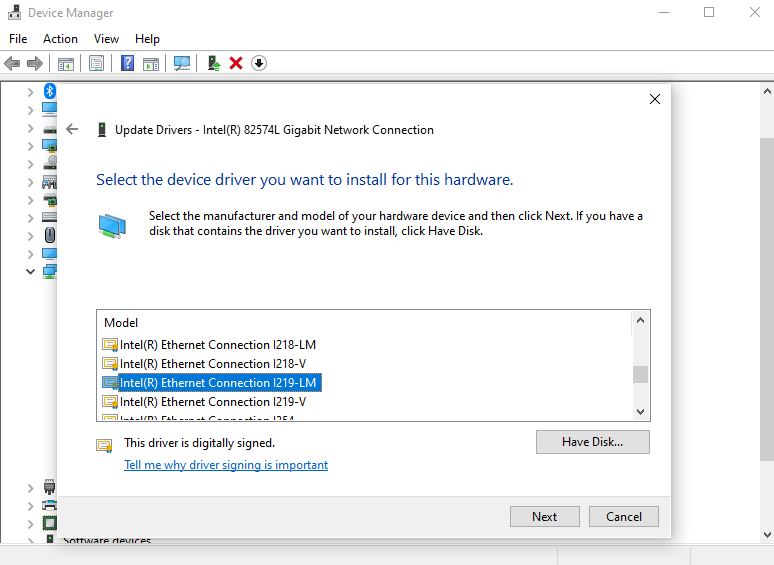 Device Manager
File Action View Help
Update Drivers - Intel(R) 82574L Gigabit Network Connection
Select the device driver you want to install for this hardware.
Select the manufacturer and model of your hardware device and then click Next. If you have a
disk that contains the driver you want to install, click Have Disk.
Model
Intel(R) Ethernet Connection I218-LM
Intel(R) Ethernet Connection I218-V
Intel(R) Ethernet Connection I219-LM
Intel(R) Ethernet Connection I219-V
Intel(R) Ethernet Connection I354
This driver is digitally signed.
Have Disk...
Tell me why driver signing is important
Next
Cancel
Software devices